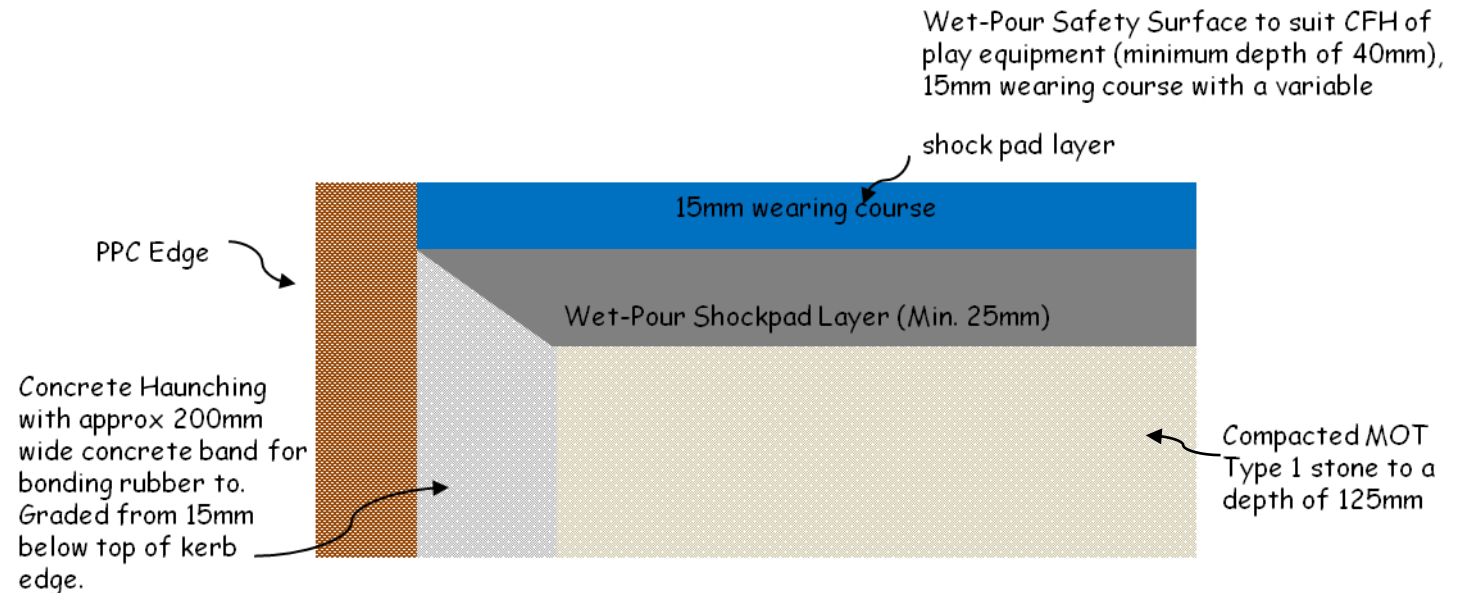 Wet-Pour Safety Surface to suit CFH of
play equipment (minimum depth of 40mm),
15mm wearing course with a variable
shock pad layer
15mm wearing course
PPC Edge
Wet-Pour Shockpad Layer (Min. 25mm)
Concrete Haunching
with approx 200mm
wide concrete band for
bonding rubber to.
Graded from 15mm
below top of kerb
edge.
Compacted MOT
Type 1 stone to a
depth of 125mm